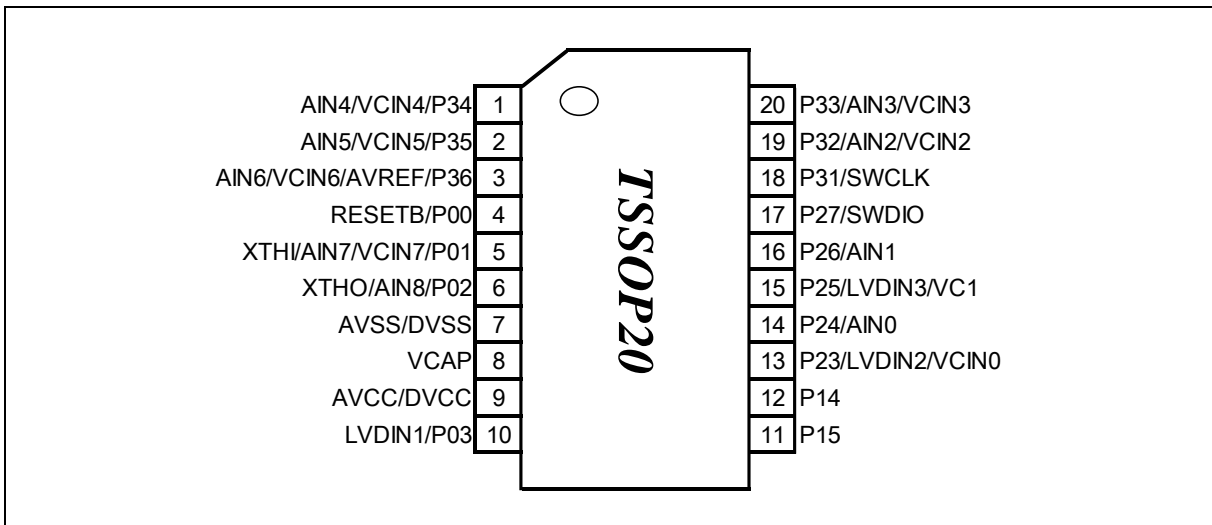 AIN4/VCIN4/P34 1 20 P33/AIN3/VCIN3
AIN5/VCIN5/P35 2 19 P32/AIN2/VCIN2
AIN6/VCIN6/AVREF/P36 3 18 P31/SWCLK
RESETB/P00 4 17 P27/SWDIO
XTHI/AIN7/VCIN7/P01 5 16 P26/AIN1
XTHO/AIN8/P02 6 15 P25/LVDIN3/VC1
AVSS/DVSS 7 14 P24/AIN0
VCAP 8 13 P23/LVDIN2/VCIN0
AVCC/DVCC 9 12 P14
LVDIN1/P03 10 11 P15
TSSOP20